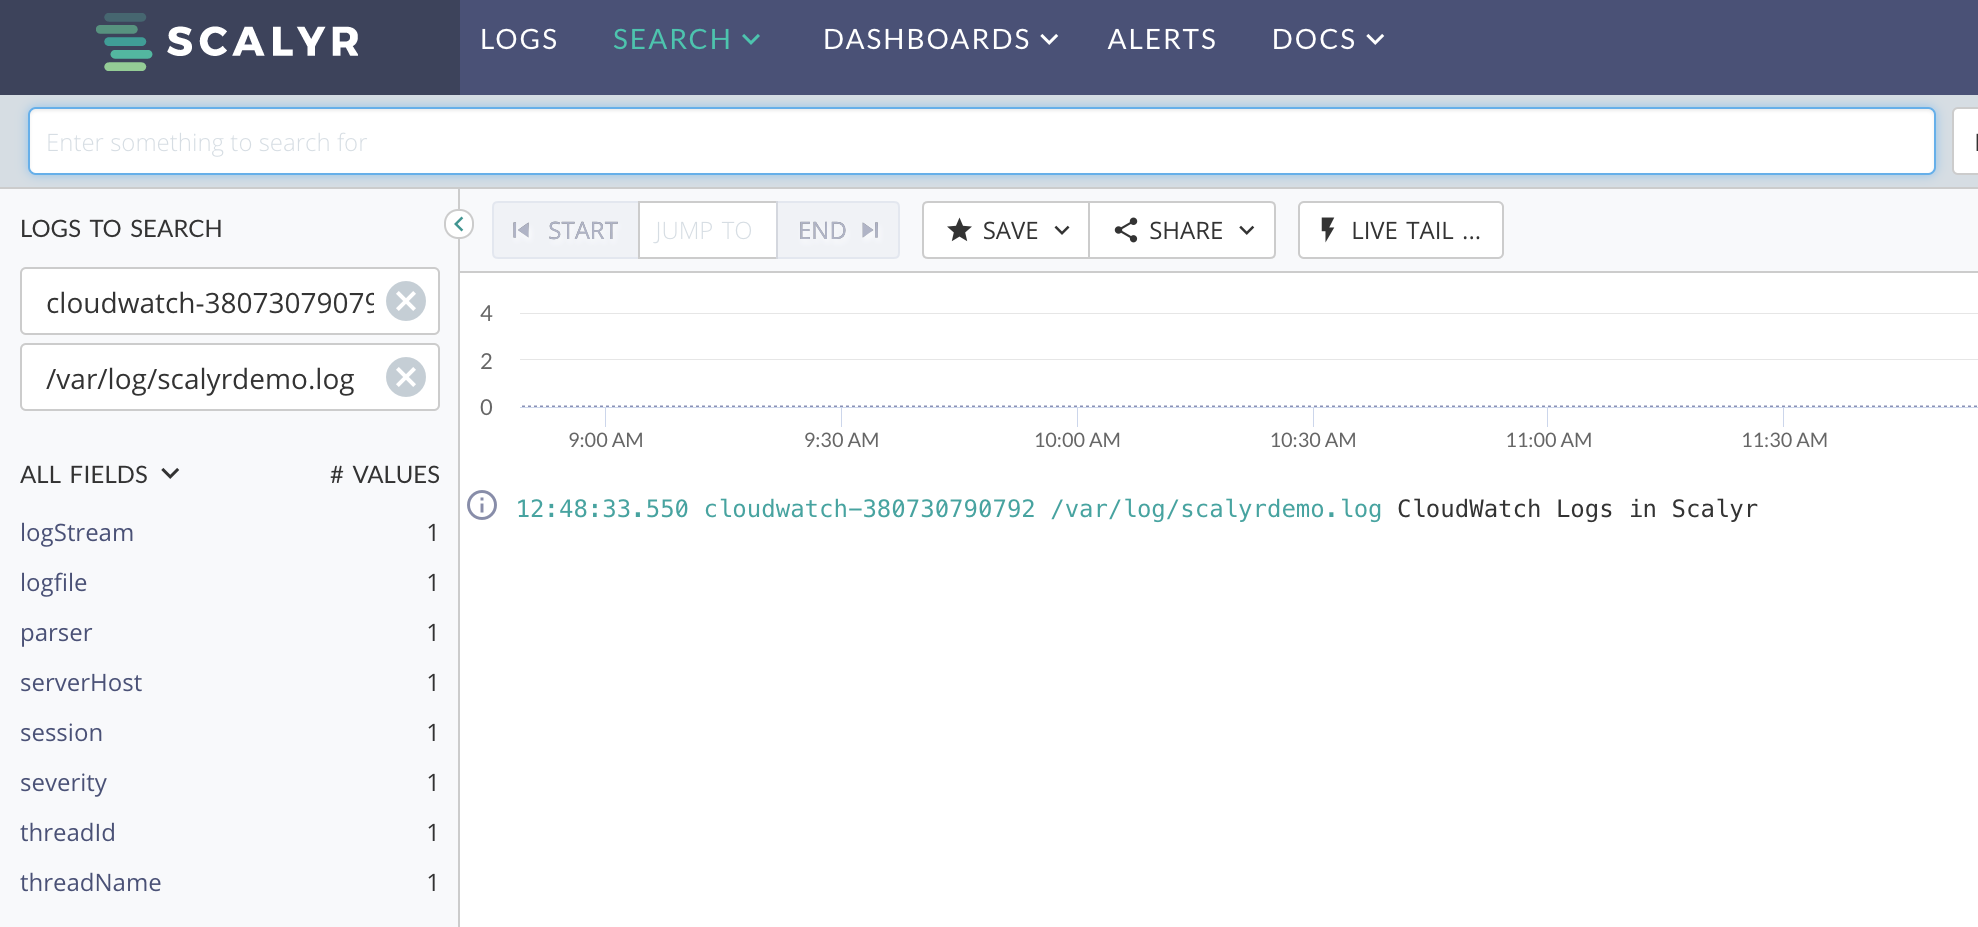 SCALYR
LOGS SEARCH DASHBOARDS ALERTS DOCS
Enter something to search for
LOGS TO SEARCH
START JUMP TO END SAVE SHARE LIVE TAIL ...
cloudwatch-38073079079
/var/log/scalyrdemo.log
4
2
0
9:00 AM 9:30 AM 10:00 AM 10:30 AM 11:00 AM 11:30 AM
ALL FIELDS # VALUES
12:48:33.550 cloudwatch-380730790792 /var/log/scalyrdemo.log CloudWatch Logs in Scalyr
logStream 1
logfile 1
parser 1
serverHost 1
session 1
severity 1
threadId 1
threadName 1